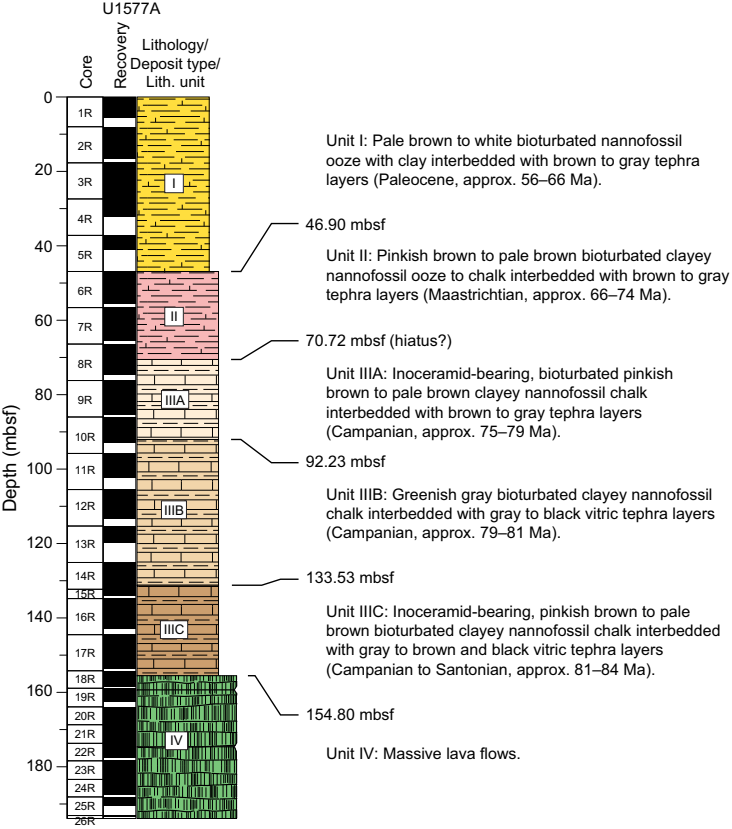 U1577A
Core
Recovery
Lithology/
Deposit type/
Lith. unit
Depth (mbsf)
0
20
40
60
80
100
120
140
160
180
1R
2R
3R
4R
5R
6R
7R
8R
9R
10R
11R
12R
13R
14R
15R
16R
17R
18R
19R
20R
21R
22R
23R
24R
25R
26R
I
II
IIIA
IIIB
IIIC
IV
Unit I: Pale brown to white bioturbated nannofossil
ooze with clay interbedded with brown to gray tephra
layers (Paleocene, approx. 56–66 Ma).
46.90 mbsf
Unit II: Pinkish brown to pale brown bioturbated clayey
nannofossil ooze to chalk interbedded with brown to gray
tephra layers (Maastrichtian, approx. 66–74 Ma).
70.72 mbsf (hiatus?)
Unit IIIA: Inoceramid-bearing, bioturbated pinkish
brown to pale brown clayey nannofossil chalk
interbedded with brown to gray tephra layers
(Campanian, approx. 75–79 Ma).
92.23 mbsf
Unit IIIB: Greenish gray bioturbated clayey nannofossil
chalk interbedded with gray to black vitric tephra layers
(Campanian, approx. 79–81 Ma).
133.53 mbsf
Unit IIIC: Inoceramid-bearing, pinkish brown to pale
brown bioturbated clayey nannofossil chalk interbedded
with gray to brown and black vitric tephra layers
(Campanian to Santonian, approx. 81–84 Ma).
154.80 mbsf
Unit IV: Massive lava flows.